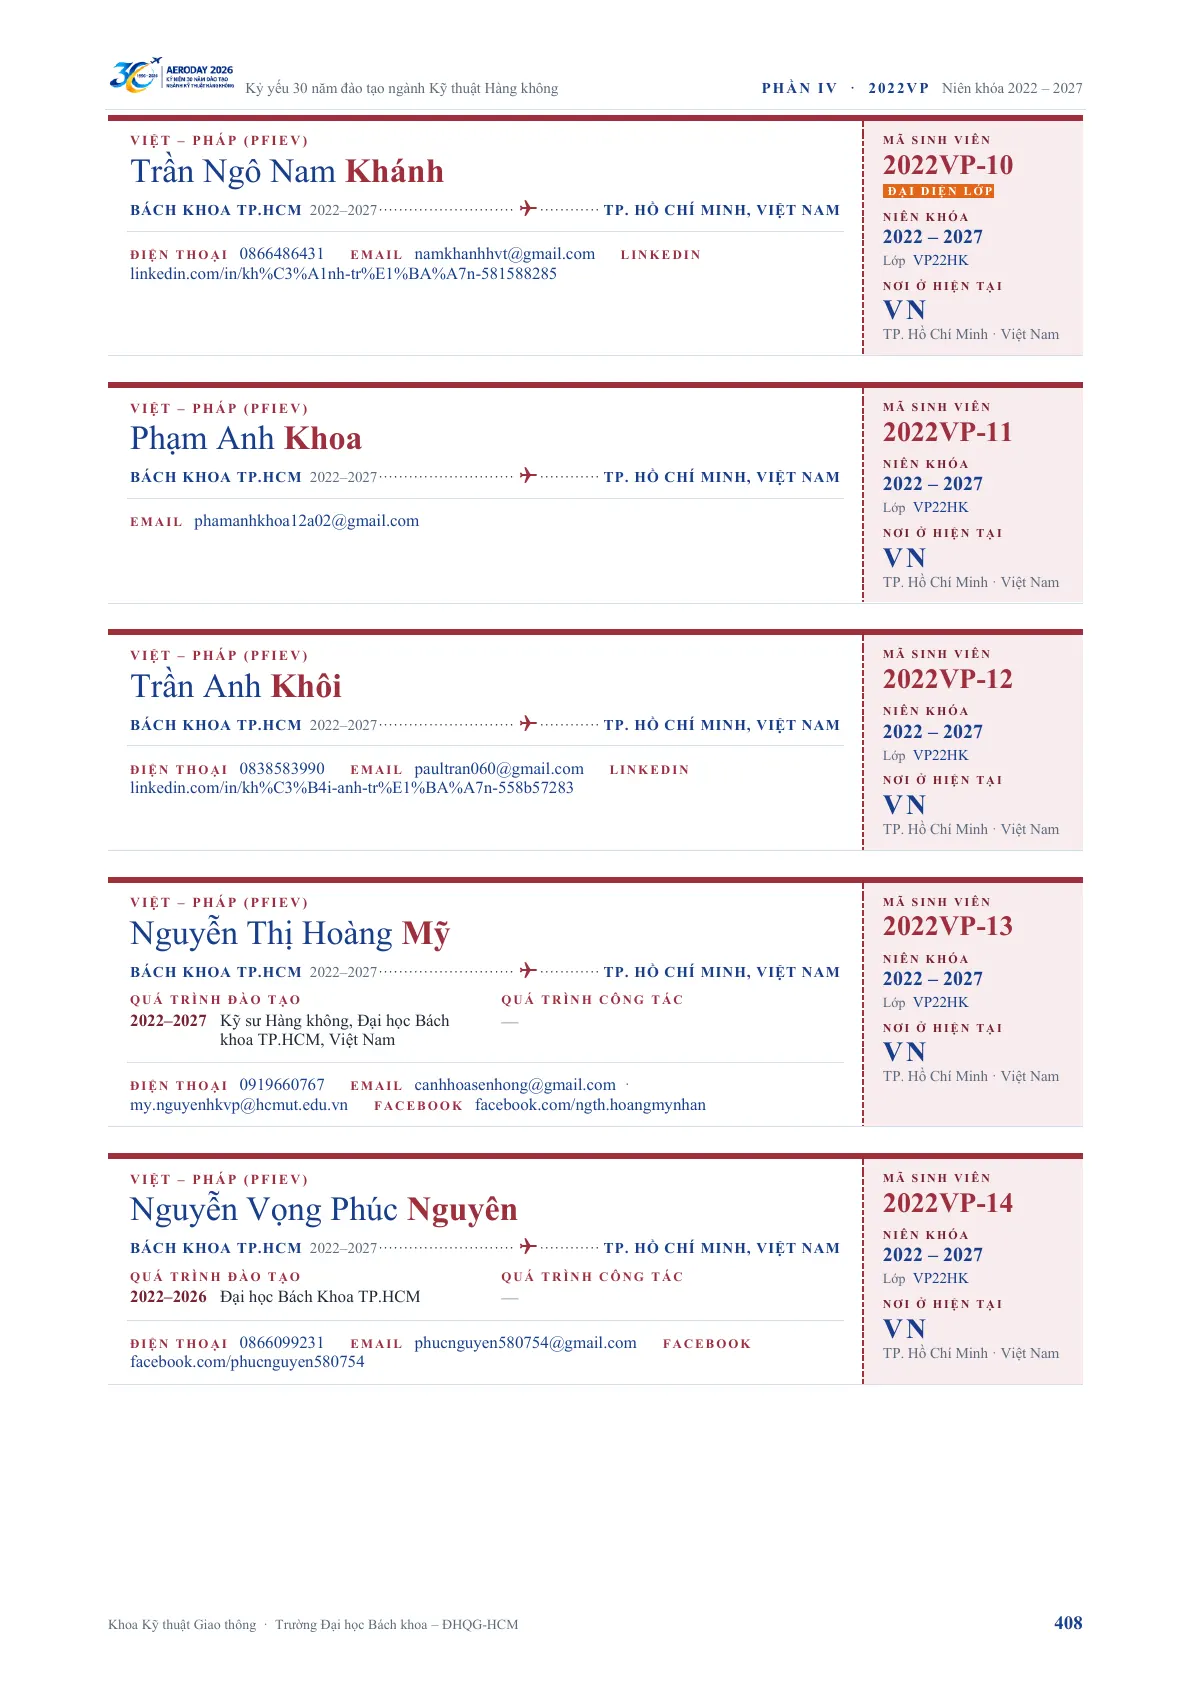 AERODAY 2026
KỶ NIỆM 30 NĂM ĐÀO TẠO
NGÀNH KỸ THUẬT HÀNG KHÔNG
Kỷ yếu 30 năm đào tạo ngành Kỹ thuật Hàng không
PHẦN IV · 2022VP Niên khóa 2022 – 2027
VIỆT – PHÁP (PFIEV)
Trần Ngô Nam Khánh
BÁCH KHOA TP.HCM 2022–2027 TP. HỒ CHÍ MINH, VIỆT NAM
ĐIỆN THOẠI 0866486431 EMAIL namkhanhhvt@gmail.com LINKEDIN
linkedin.com/in/kh%C3%A1nh-tr%E1%BA%A7n-581588285
MÃ SINH VIÊN
2022VP-10
ĐẠI DIỆN LỚP
NIÊN KHÓA
2022 – 2027
Lớp VP22HK
NƠI Ở HIỆN TẠI
VN
TP. Hồ Chí Minh · Việt Nam
VIỆT – PHÁP (PFIEV)
Phạm Anh Khoa
BÁCH KHOA TP.HCM 2022–2027 TP. HỒ CHÍ MINH, VIỆT NAM
EMAIL phamanhkhoa12a02@gmail.com
MÃ SINH VIÊN
2022VP-11
NIÊN KHÓA
2022 – 2027
Lớp VP22HK
NƠI Ở HIỆN TẠI
VN
TP. Hồ Chí Minh · Việt Nam
VIỆT – PHÁP (PFIEV)
Trần Anh Khôi
BÁCH KHOA TP.HCM 2022–2027 TP. HỒ CHÍ MINH, VIỆT NAM
ĐIỆN THOẠI 0838583990 EMAIL paultran060@gmail.com LINKEDIN
linkedin.com/in/kh%C3%B4i-anh-tr%E1%BA%A7n-558b57283
MÃ SINH VIÊN
2022VP-12
NIÊN KHÓA
2022 – 2027
Lớp VP22HK
NƠI Ở HIỆN TẠI
VN
TP. Hồ Chí Minh · Việt Nam
VIỆT – PHÁP (PFIEV)
Nguyễn Thị Hoàng Mỹ
BÁCH KHOA TP.HCM 2022–2027 TP. HỒ CHÍ MINH, VIỆT NAM
QUÁ TRÌNH ĐÀO TẠO
2022–2027 Kỹ sư Hàng không, Đại học Bách
khoa TP.HCM, Việt Nam
QUÁ TRÌNH CÔNG TÁC
—
ĐIỆN THOẠI 0919660767 EMAIL canhhoasenhong@gmail.com ·
my.nguyenhkvp@hcmut.edu.vn FACEBOOK facebook.com/ngth.hoangmynhan
MÃ SINH VIÊN
2022VP-13
NIÊN KHÓA
2022 – 2027
Lớp VP22HK
NƠI Ở HIỆN TẠI
VN
TP. Hồ Chí Minh · Việt Nam
VIỆT – PHÁP (PFIEV)
Nguyễn Vọng Phúc Nguyên
BÁCH KHOA TP.HCM 2022–2027 TP. HỒ CHÍ MINH, VIỆT NAM
QUÁ TRÌNH ĐÀO TẠO
2022–2026 Đại học Bách Khoa TP.HCM
QUÁ TRÌNH CÔNG TÁC
—
ĐIỆN THOẠI 0866099231 EMAIL phucnguyen580754@gmail.com FACEBOOK
facebook.com/phucnguyen580754
MÃ SINH VIÊN
2022VP-14
NIÊN KHÓA
2022 – 2027
Lớp VP22HK
NƠI Ở HIỆN TẠI
VN
TP. Hồ Chí Minh · Việt Nam
Khoa Kỹ thuật Giao thông · Trường Đại học Bách khoa – ĐHQG-HCM
408